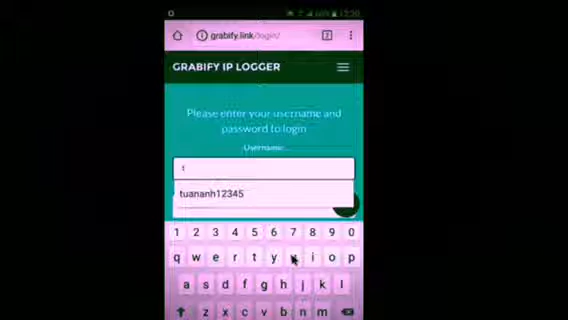 grabify.link/login/
GRABIFY IP LOGGER
Please enter your username and
password to login
Username:
tuananh12345
1 2 3 4 5 6 7 8 9 0
q w e r t y i o p
a s d f g h j k l
z x c v b n m